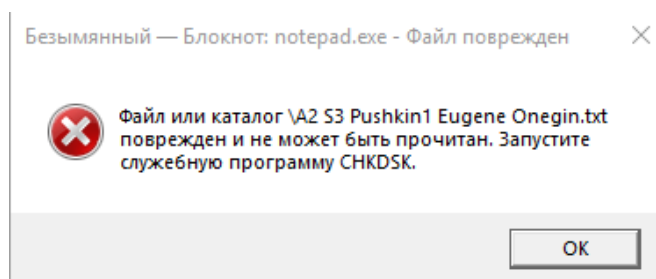 Безымянный — Блокнот: notepad.exe - Файл поврежден
Файл или каталог \A2 S3 Pushkin1 Eugene Onegin.txt
поврежден и не может быть прочитан. Запустите
служебную программу CHKDSK.
OK